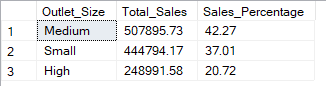 Outlet_Size Total_Sales Sales_Percentage
1 Medium 507895.73 42.27
2 Small 444794.17 37.01
3 High 248991.58 20.72